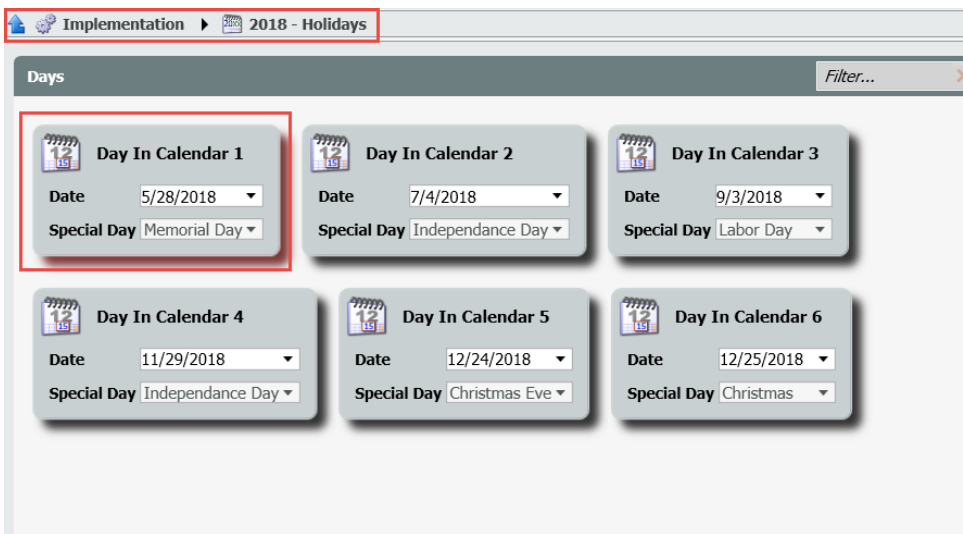 Implementation 2018 - Holidays
Days Filter...
Day In Calendar 1
Date 5/28/2018
Special Day Memorial Day
Day In Calendar 2
Date 7/4/2018
Special Day Independance Day
Day In Calendar 3
Date 9/3/2018
Special Day Labor Day
Day In Calendar 4
Date 11/29/2018
Special Day Independance Day
Day In Calendar 5
Date 12/24/2018
Special Day Christmas Eve
Day In Calendar 6
Date 12/25/2018
Special Day Christmas